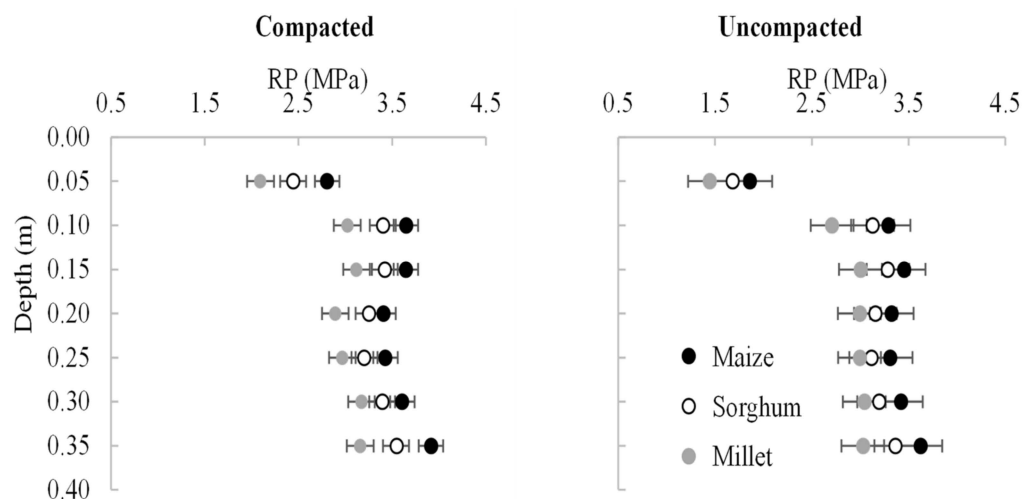 Compacted
Uncompacted
RP (MPa)
RP (MPa)
0.5 1.5 2.5 3.5 4.5
0.5 1.5 2.5 3.5 4.5
Depth (m)
0.00
0.05
0.10
0.15
0.20
0.25
0.30
0.35
0.40
Maize
Sorghum
Millet